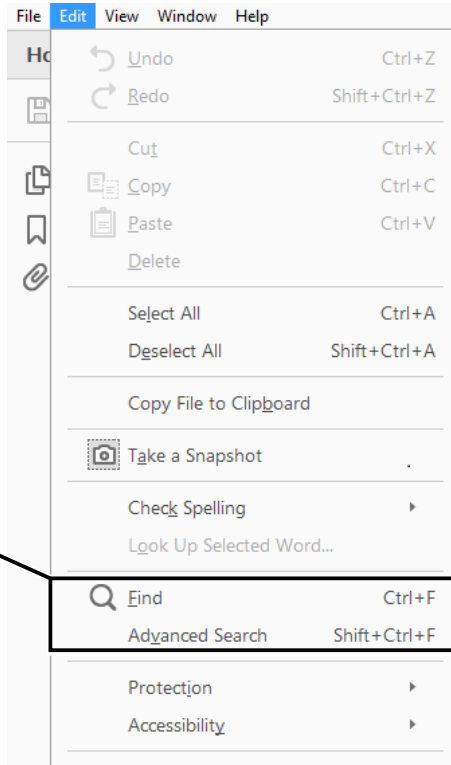 File Edit View Window Help
Ho
Undo Ctrl+Z
Redo Shift+Ctrl+Z
Cut Ctrl+X
Copy Ctrl+C
Paste Ctrl+V
Delete
Select All Ctrl+A
Deselect All Shift+Ctrl+A
Copy File to Clipboard
Take a Snapshot
Check Spelling
Look Up Selected Word...
Find Ctrl+F
Advanced Search Shift+Ctrl+F
Protection
Accessibility